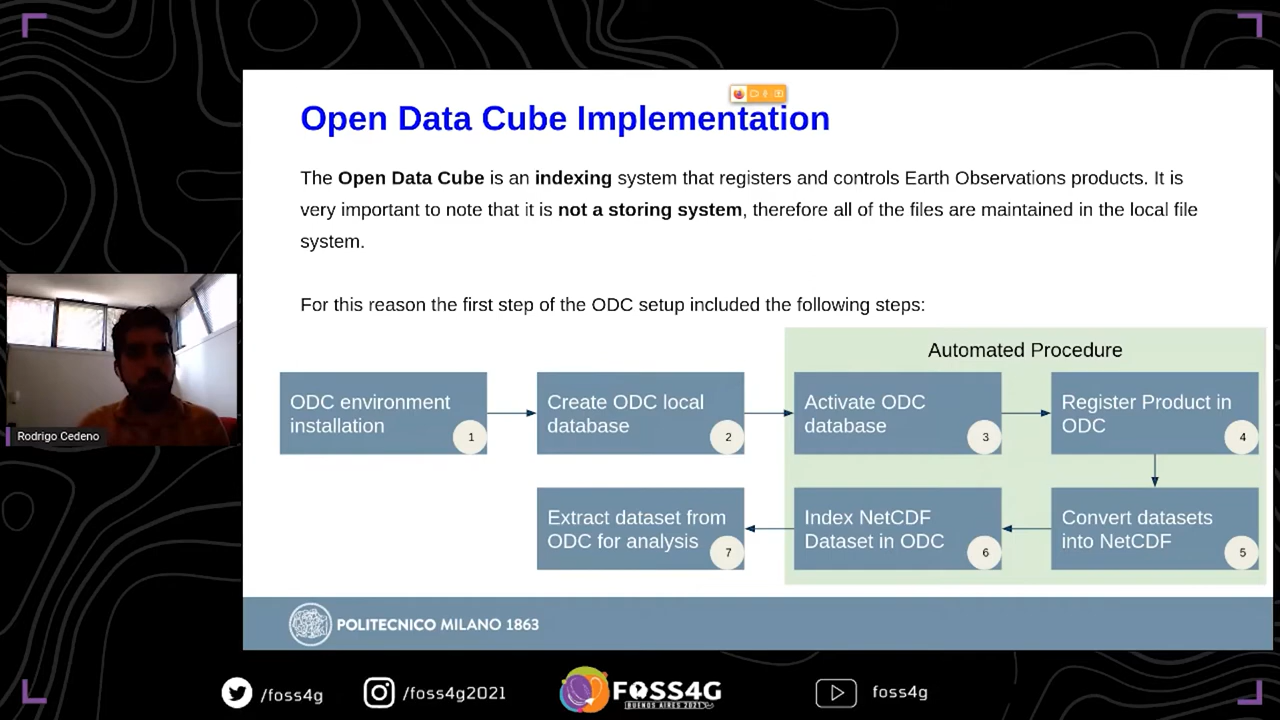 Open Data Cube Implementation
The Open Data Cube is an indexing system that registers and controls Earth Observations products. It is
very important to note that it is not a storing system, therefore all of the files are maintained in the local file
system.
For this reason the first step of the ODC setup included the following steps:
Automated Procedure
ODC environment
installation
1
Create ODC local
database
2
Activate ODC
database
3
Register Product in
ODC
4
Convert datasets
into NetCDF
5
Index NetCDF
Dataset in ODC
6
Extract dataset from
ODC for analysis
7
Rodrigo Cedeno
POLITECNICO MILANO 1863
/foss4g
/foss4g2021
FOSS4G
BUENOS AIRES 2021
foss4g